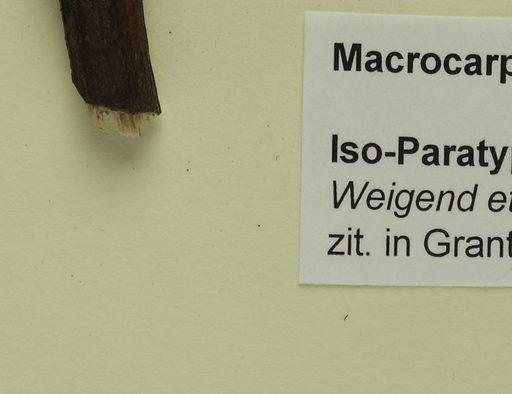 Macrocarp
Iso-Paraty
Weigend et
zit. in Grant